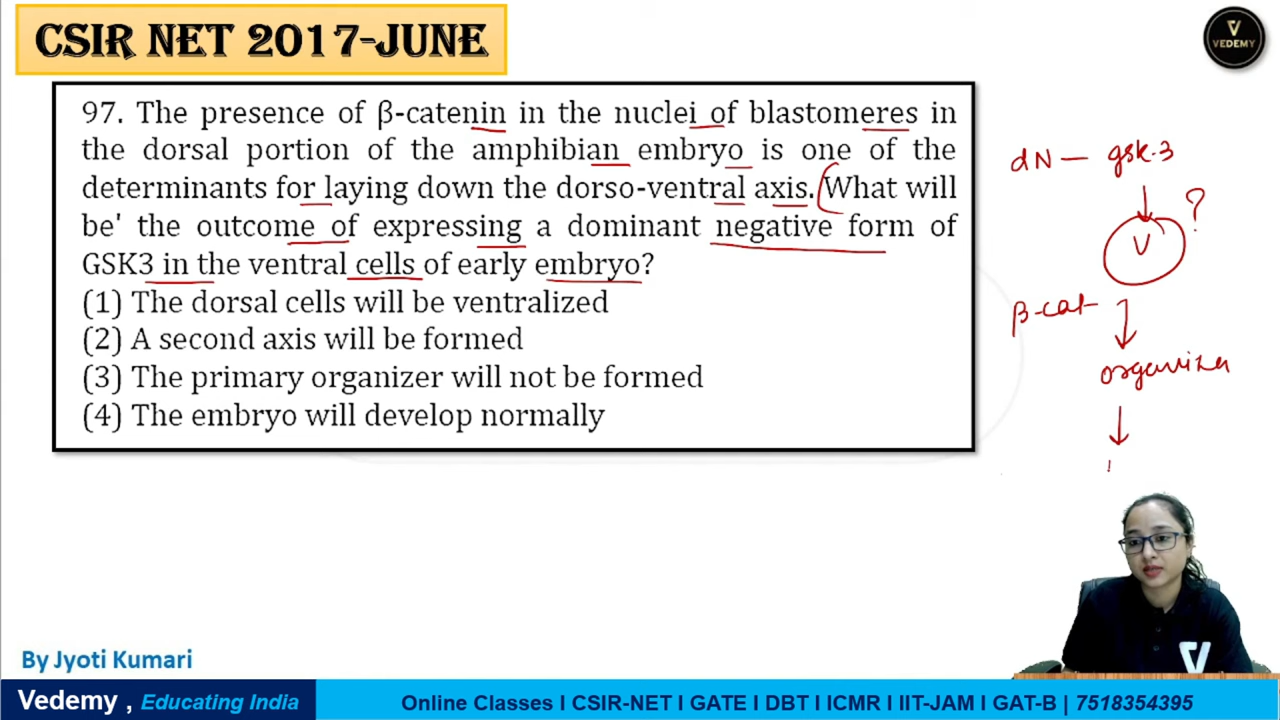 CSIR NET 2017-JUNE
VEDEMY
97. The presence of β-catenin in the nuclei of blastomeres in
the dorsal portion of the amphibian embryo is one of the
determinants for laying down the dorso-ventral axis. What will
be' the outcome of expressing a dominant negative form of
GSK3 in the ventral cells of early embryo?
(1) The dorsal cells will be ventralized
(2) A second axis will be formed
(3) The primary organizer will not be formed
(4) The embryo will develop normally
dN - gsk-3
?
V
β-cat
organizer
By Jyoti Kumari
Vedemy , Educating India
Online Classes I CSIR-NET I GATE I DBT I ICMR I IIT-JAM I GAT-B | 7518354395